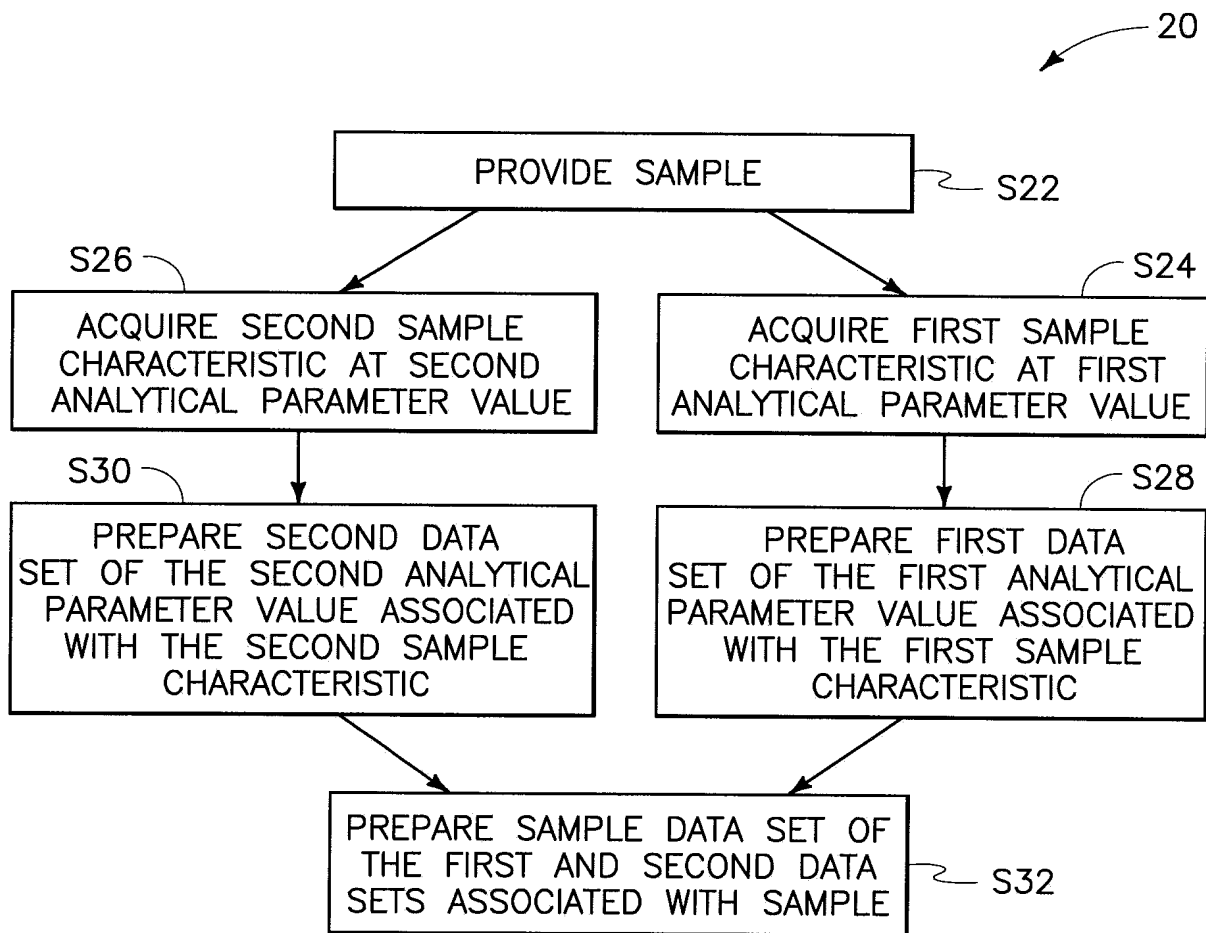 20
PROVIDE SAMPLE
S22
S26
ACQUIRE SECOND SAMPLE
CHARACTERISTIC AT SECOND
ANALYTICAL PARAMETER VALUE
S24
ACQUIRE FIRST SAMPLE
CHARACTERISTIC AT FIRST
ANALYTICAL PARAMETER VALUE
S30
PREPARE SECOND DATA
SET OF THE SECOND ANALYTICAL
PARAMETER VALUE ASSOCIATED
WITH THE SECOND SAMPLE
CHARACTERISTIC
S28
PREPARE FIRST DATA
SET OF THE FIRST ANALYTICAL
PARAMETER VALUE ASSOCIATED
WITH THE FIRST SAMPLE
CHARACTERISTIC
PREPARE SAMPLE DATA SET OF
THE FIRST AND SECOND DATA
SETS ASSOCIATED WITH SAMPLE
S32